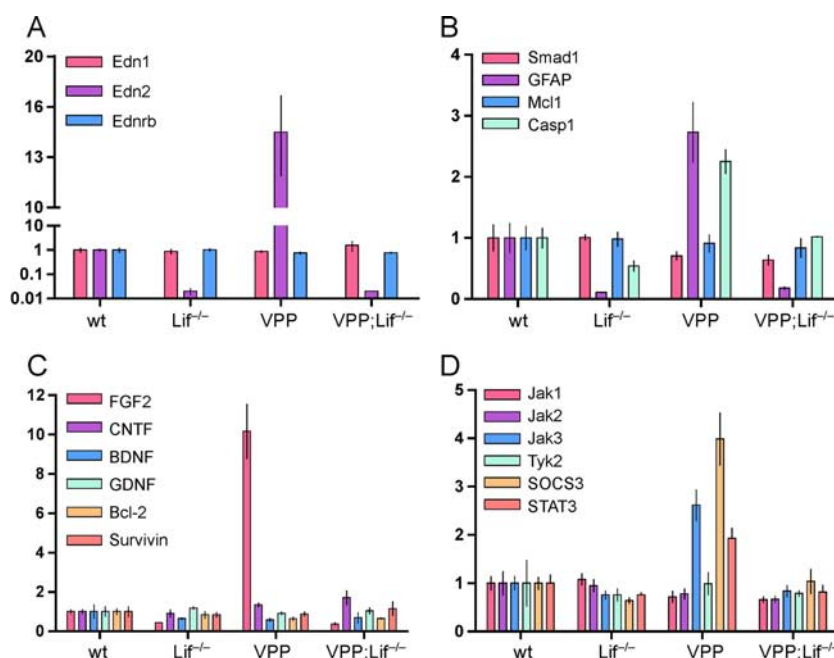 A
20
16
13
10
10
1
0.1
0.01
Edn1
Edn2
Ednrb
wt Lif⁻/⁻ VPP VPP;Lif⁻/⁻
B
4
3
2
1
0
Smad1
GFAP
Mcl1
Casp1
wt Lif⁻/⁻ VPP VPP;Lif⁻/⁻
C
12
10
8
6
4
2
0
FGF2
CNTF
BDNF
GDNF
Bcl-2
Survivin
wt Lif⁻/⁻ VPP VPP;Lif⁻/⁻
D
5
4
3
2
1
0
Jak1
Jak2
Jak3
Tyk2
SOCS3
STAT3
wt Lif⁻/⁻ VPP VPP;Lif⁻/⁻